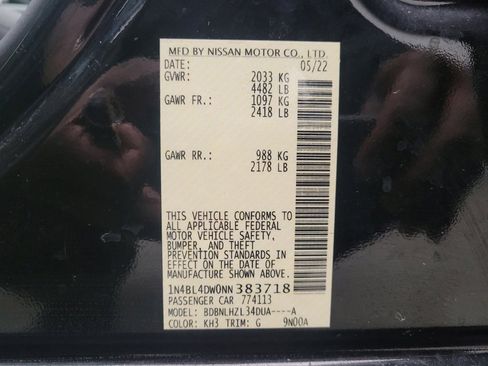 MFD BY NISSAN MOTOR CO., LTD.
DATE: 05/22
GVWR: 2033 KG
4482 LB
GAWR FR.: 1097 KG
2418 LB
GAWR RR.: 988 KG
2178 LB
THIS VEHICLE CONFORMS TO
ALL APPLICABLE FEDERAL
MOTOR VEHICLE SAFETY,
BUMPER, AND THEFT
PREVENTION STANDARDS IN
EFFECT ON THE DATE OF
MANUFACTURE SHOWN ABOVE.
1N4BL4DW0NN383718
PASSENGER CAR 774113
MODEL: BDBNLHZL34DUA----A
COLOR: KH3 TRIM: G 9N00A